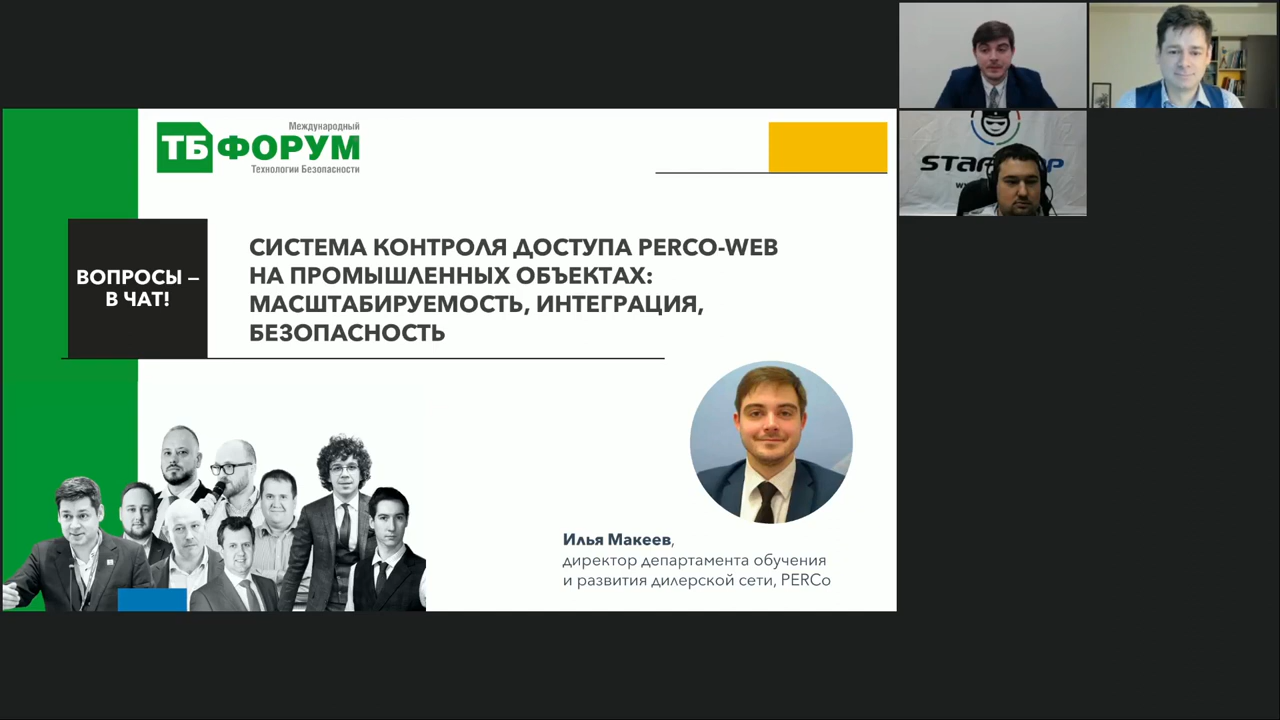 Международный
ТБ ФОРУМ
Технологии Безопасности
ВОПРОСЫ –
В ЧАТ!
СИСТЕМА КОНТРОЛЯ ДОСТУПА PERCO-WEB
НА ПРОМЫШЛЕННЫХ ОБЪЕКТАХ:
МАСШТАБИРУЕМОСТЬ, ИНТЕГРАЦИЯ,
БЕЗОПАСНОСТЬ
Илья Макеев,
директор департамента обучения
и развития дилерской сети, PERCo